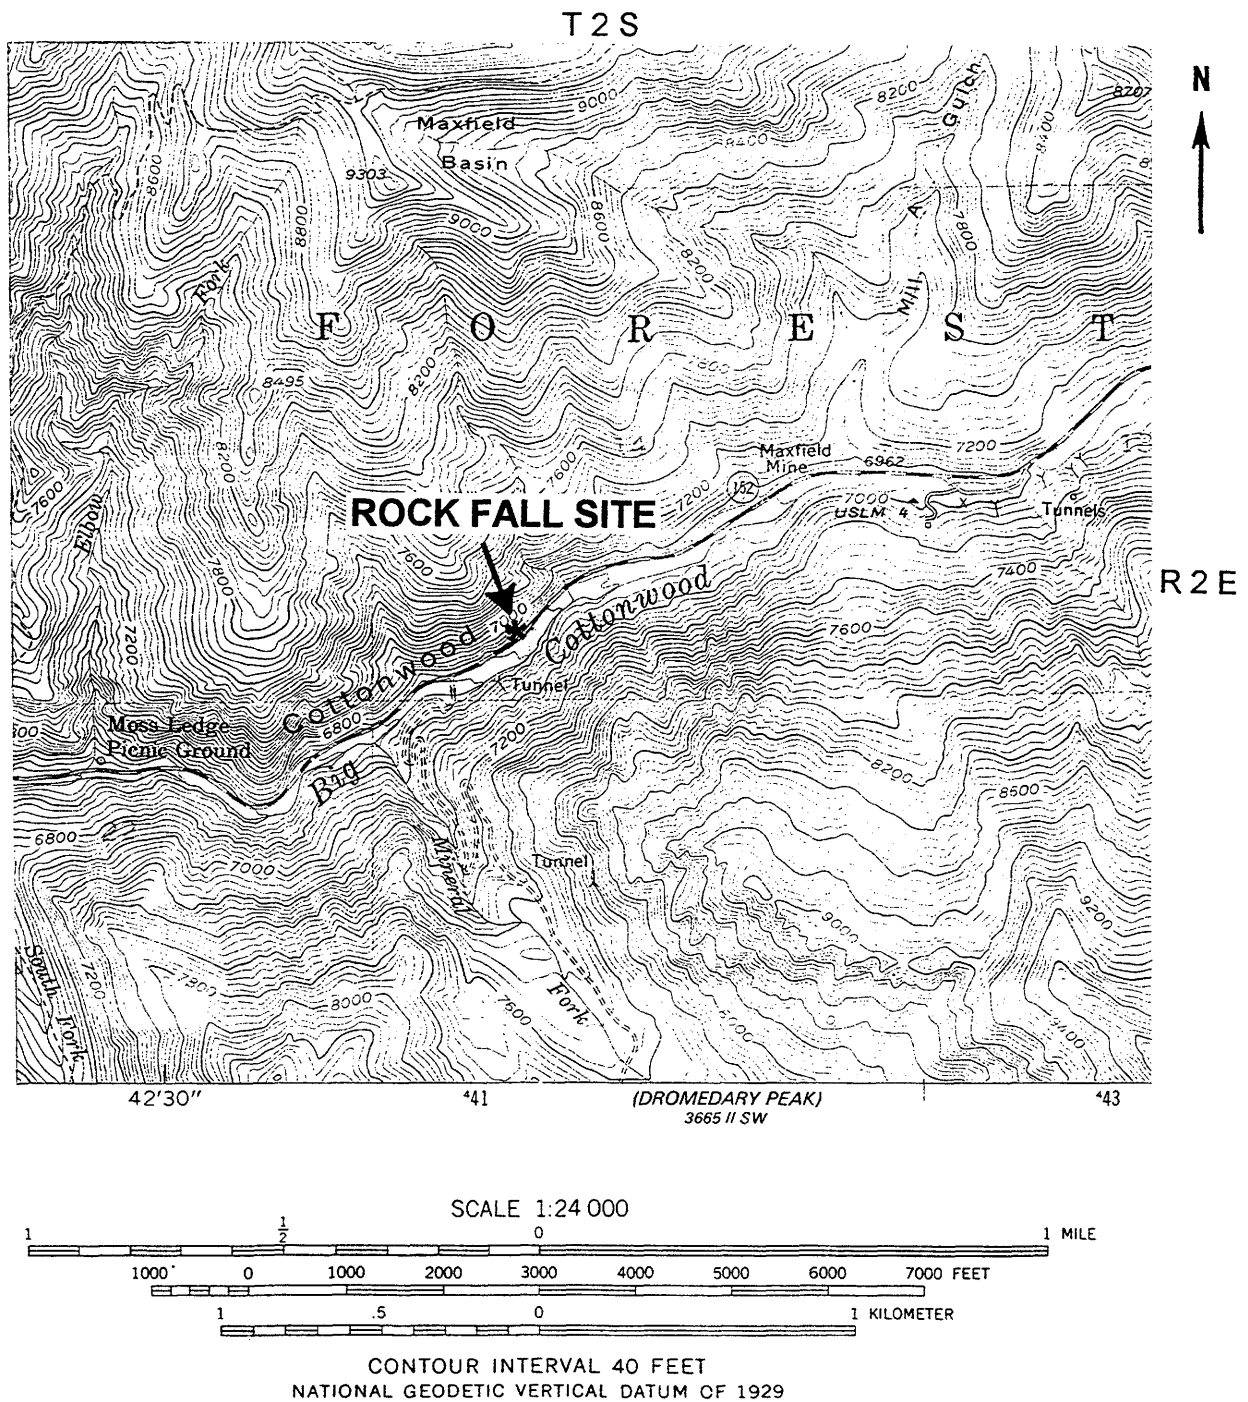 T 2 S
N
9000
8200
Gulch
8207
Maxfield
8400
8400
Basin
8600
9303
8600
A
8800
9000
7800
8200
Fork
Mill
F O R E S T
8495
8200
8200
7200
Maxfield
Mine
6962
7600
7600
7200
152
7000
USLM 4
Tunnels
ROCK FALL SITE
Elbow
7600
7800
7400
R 2 E
7000
Cottonwood
7200
7600
Cottonwood
Tunnel
Moss Ledge
6800
Picnic Ground
7200
8200
Big
8600
6800
7000
Mineral
Tunnel
9200
9000
South
7200
7800
8000
7600
Fork
Fork
9400
42'30"
⁴41
(DROMEDARY PEAK)
⁴43
3665 II SW
SCALE 1:24 000
1 ½ 0 1 MILE
1000 0 1000 2000 3000 4000 5000 6000 7000 FEET
1 .5 0 1 KILOMETER
CONTOUR INTERVAL 40 FEET
NATIONAL GEODETIC VERTICAL DATUM OF 1929